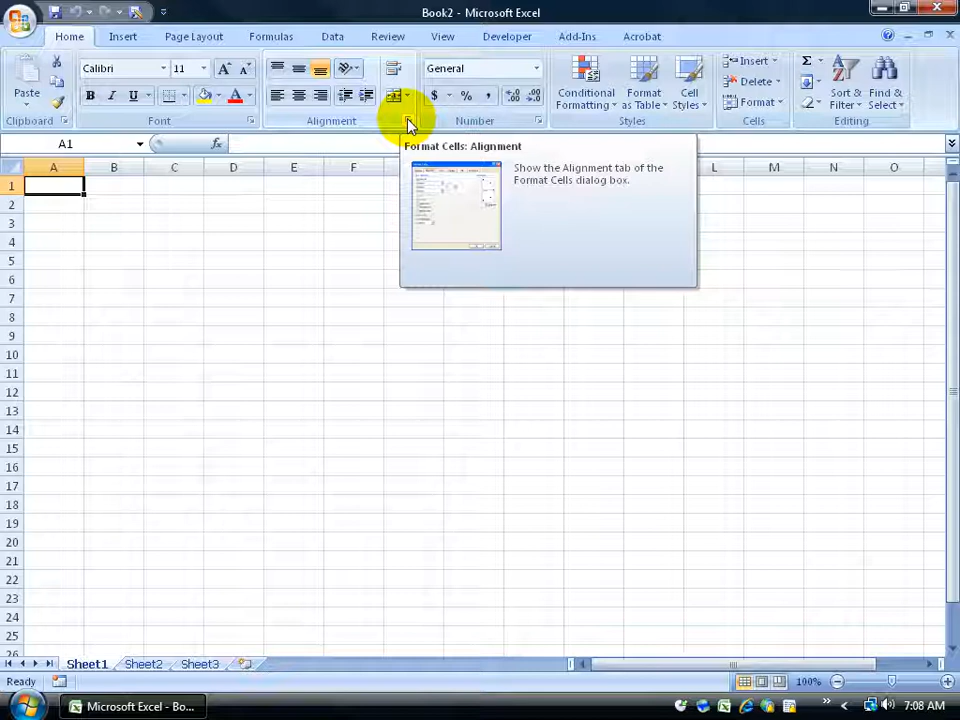 Book2 - Microsoft Excel
Home Insert Page Layout Formulas Data Review View Developer Add-Ins Acrobat
Paste
Calibri 11
B I U
General
$ % ,
Conditional Formatting
Format as Table
Cell Styles
Insert
Delete
Format
Σ
Sort & Filter
Find & Select
Clipboard Font Alignment Number Styles Cells Editing
A1 fx
Format Cells: Alignment
Show the Alignment tab of the
Format Cells dialog box.
A B C D E F L M N O
1
2
3
4
5
6
7
8
9
10
11
12
13
14
15
16
17
18
19
20
21
22
23
24
25
26
Sheet1 Sheet2 Sheet3
Ready 100%
Microsoft Excel - Bo... 7:08 AM